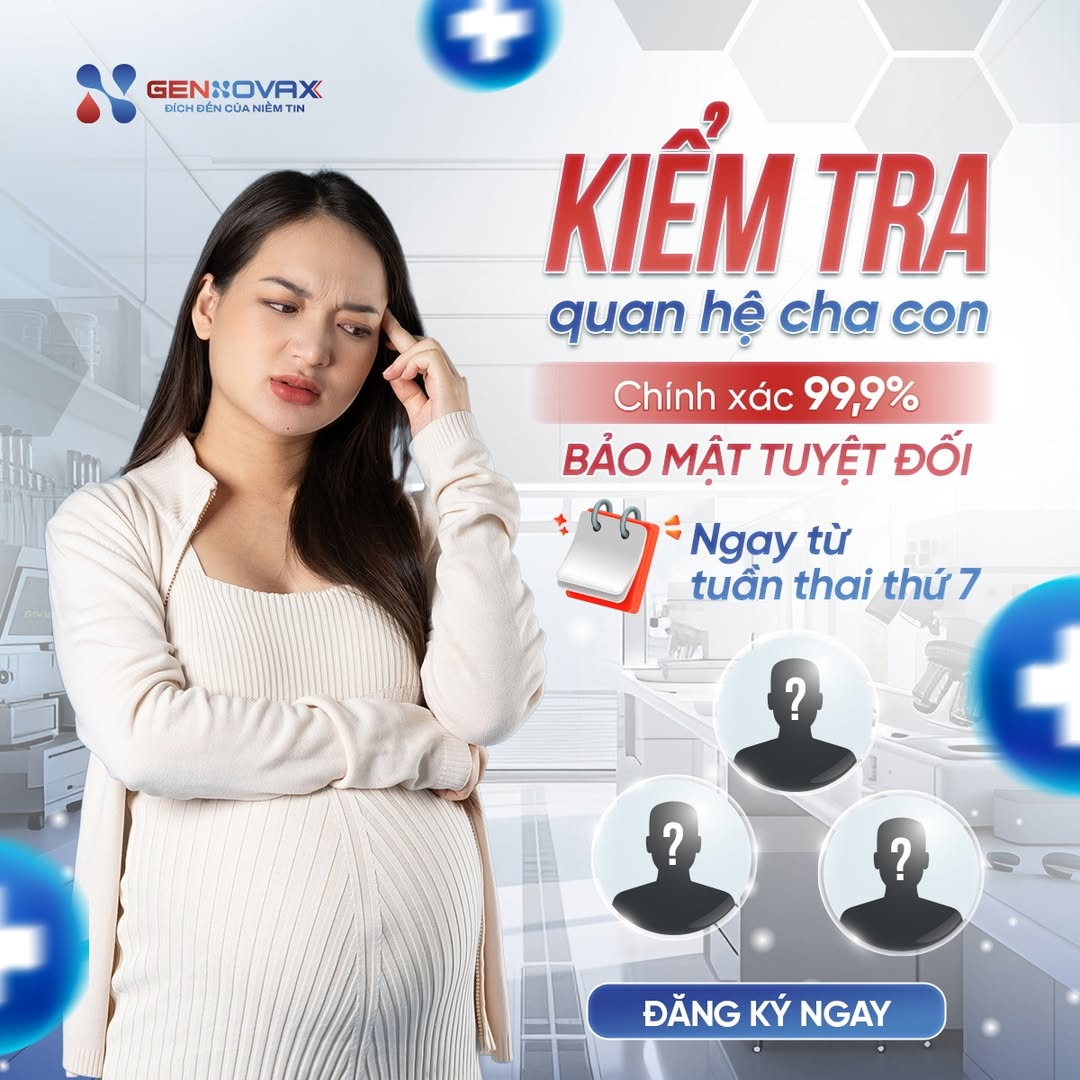 GENNOVAX
ĐÍCH ĐẾN CỦA NIỀM TIN
KIỂM TRA
quan hệ cha con
Chính xác 99,9%
BẢO MẬT TUYỆT ĐỐI
Ngay từ
tuần thai thứ 7
?
?
?
ĐĂNG KÝ NGAY